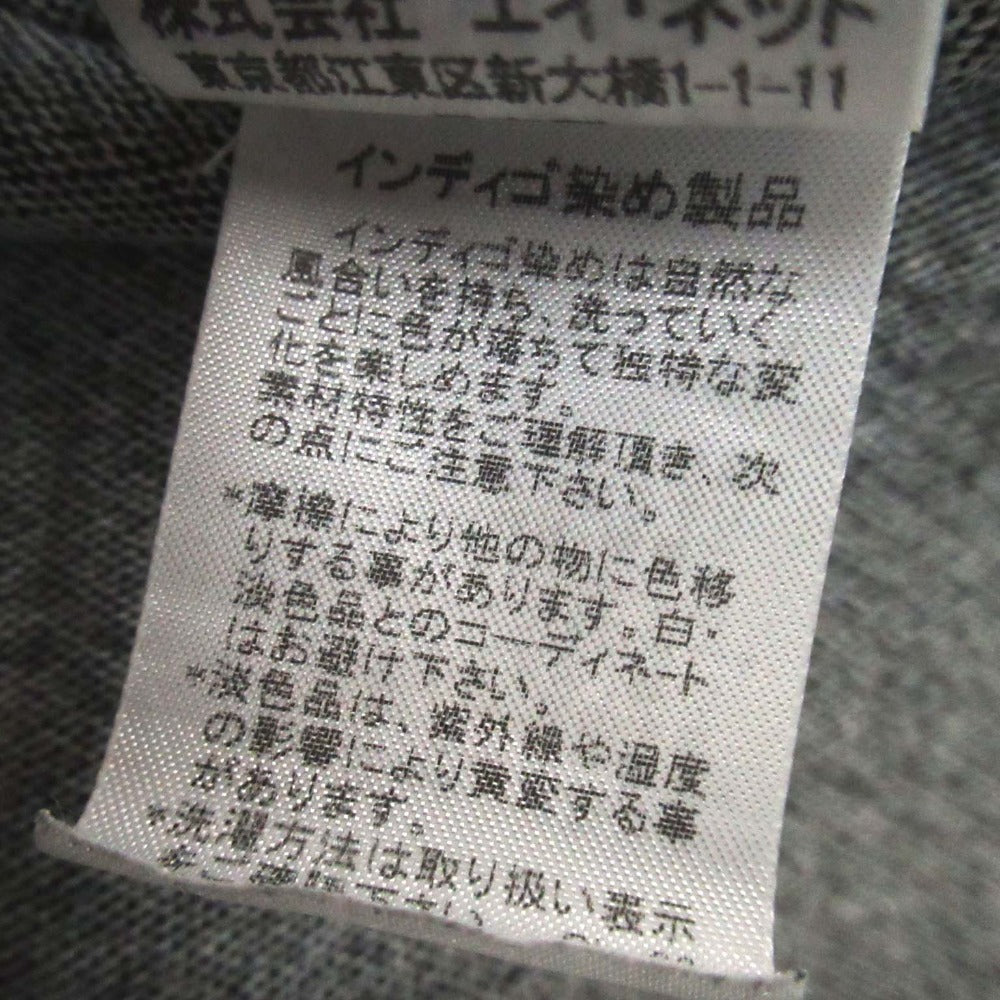 株式会社 エイ・ネット
東京都江東区新大橋1-1-11
インディゴ染め製品
インディゴ染めは自然な
風合いを持ち、洗っていく
ごとに色が落ちて独特な変
化を楽しめます。
素材特性をご理解頂き、次
の点にご注意下さい。
*摩擦により他の物に色移
りする事があります。白・
淡色品とのコーディネート
はお避け下さい。
*淡色品は、紫外線や湿度
の影響により黄変する事
があります。
*洗濯方法は取り扱い表示
をご確認下さい。